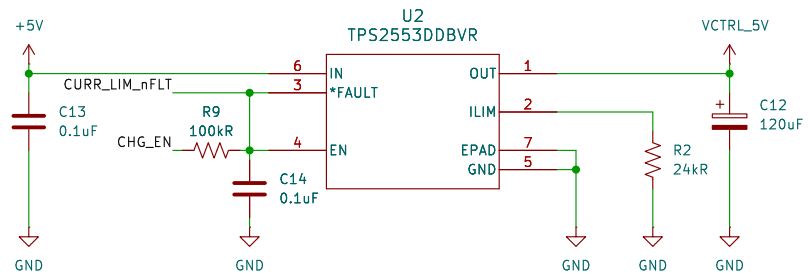 U2
TPS2553DDBVR
+5V
VCTRL_5V
6
IN
OUT
1
CURR_LIM_nFLT
3
*FAULT
C13
0.1uF
R9
100kR
ILIM
2
+
C12
120uF
CHG_EN
4
EN
EPAD
7
R2
24kR
GND
5
C14
0.1uF
GND
GND
GND
GND
GND